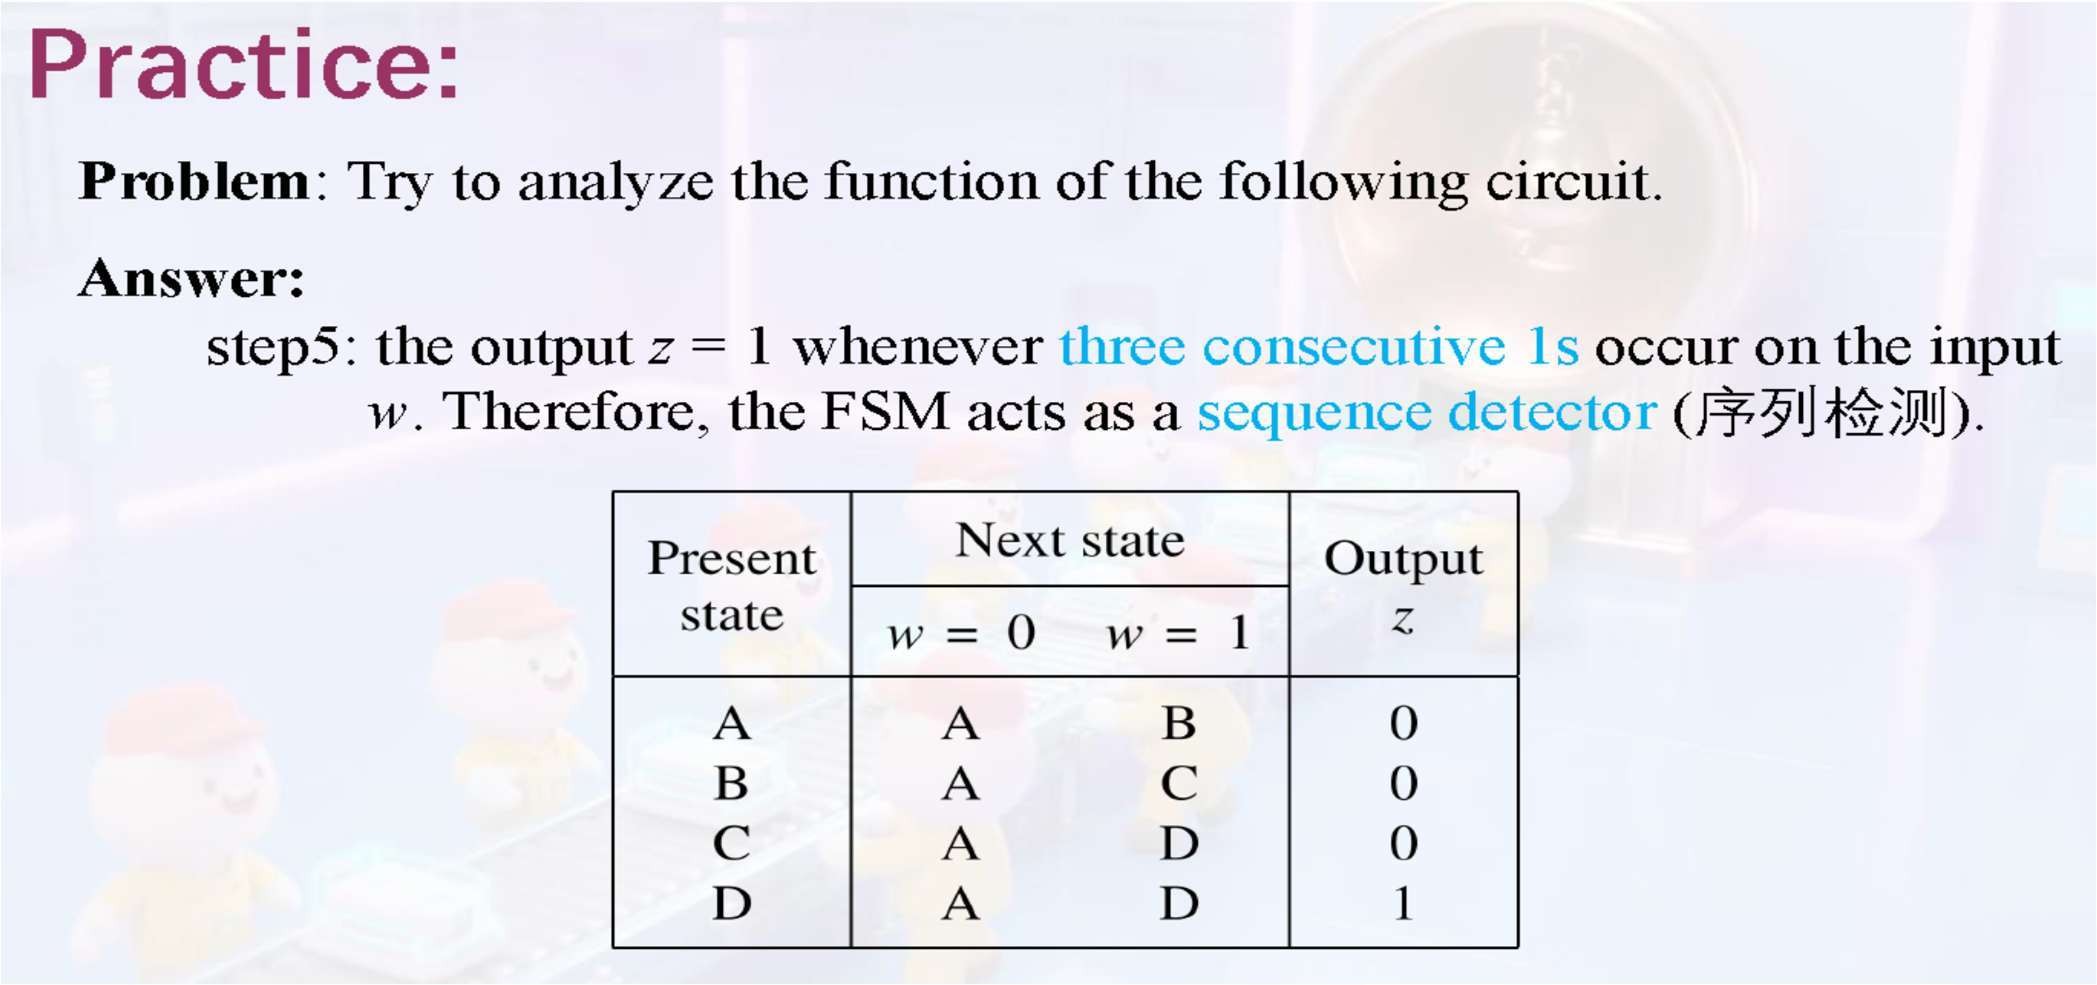 Practice:
Problem: Try to analyze the function of the following circuit.
Answer:
step5: the output z = 1 whenever three consecutive 1s occur on the input
w. Therefore, the FSM acts as a sequence detector (序列检测).
Present state Next state Output z
w = 0 w = 1
A A B 0
B A C 0
C A D 0
D A D 1